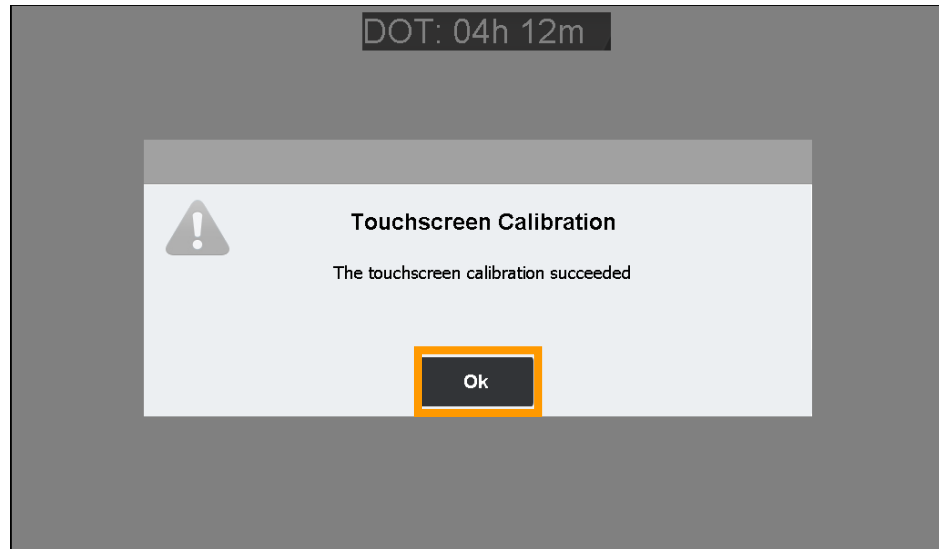 DOT: 04h 12m
Touchscreen Calibration
The touchscreen calibration succeeded
Ok